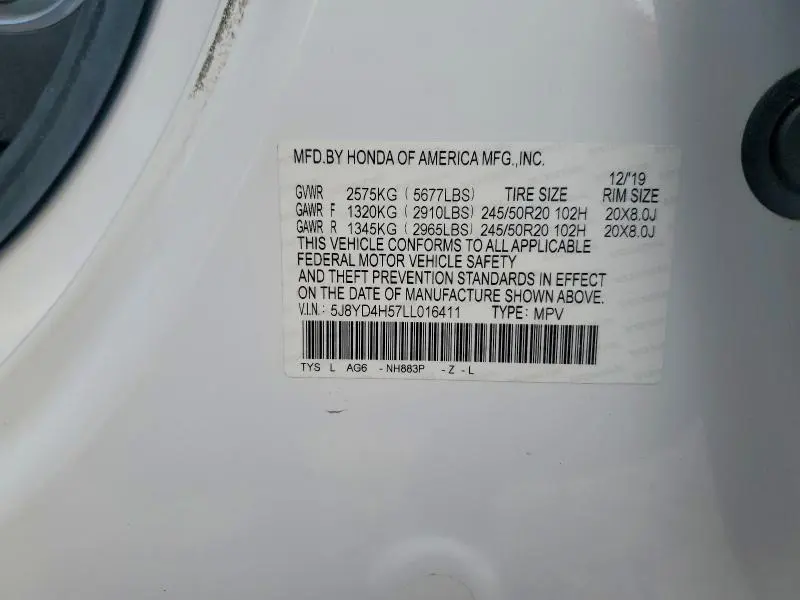 MFD.BY HONDA OF AMERICA MFG.,INC.
12/'19
GVWR 2575KG ( 5677LBS ) TIRE SIZE RIM SIZE
GAWR F 1320KG ( 2910LBS ) 245/50R20 102H 20X8.0J
GAWR R 1345KG ( 2965LBS ) 245/50R20 102H 20X8.0J
THIS VEHICLE CONFORMS TO ALL APPLICABLE
FEDERAL MOTOR VEHICLE SAFETY
AND THEFT PREVENTION STANDARDS IN EFFECT
ON THE DATE OF MANUFACTURE SHOWN ABOVE.
V.I.N.: 5J8YD4H57LL016411 TYPE: MPV
TYS L AG6 -NH883P -Z -L